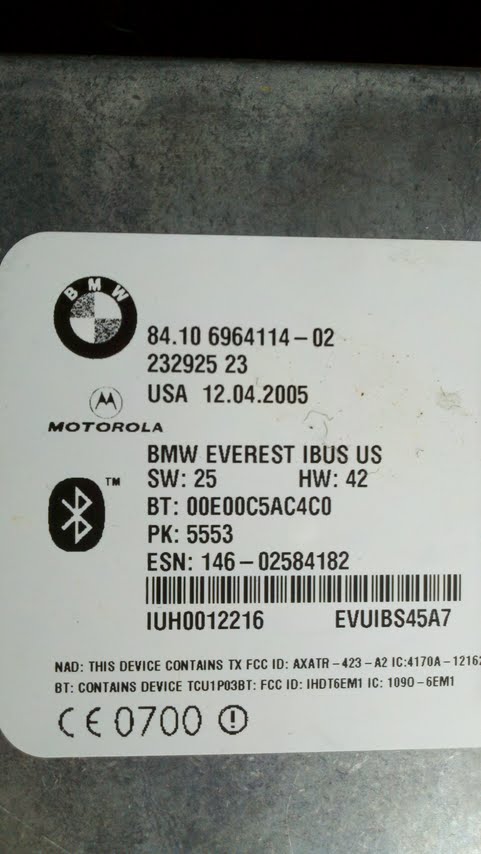 BMW
84.10 6964114-02
232925 23
USA 12.04.2005
MOTOROLA
BMW EVEREST IBUS US
SW: 25 HW: 42
TM
BT: 00E00C5AC4C0
PK: 5553
ESN: 146-02584182
IUH0012216 EVUIBS45A7
NAD: THIS DEVICE CONTAINS TX FCC ID: AXATR-423-A2 IC:4170A-12162
BT: CONTAINS DEVICE TCU1P03BT: FCC ID: IHDT6EM1 IC: 1090-6EM1
CE 0700